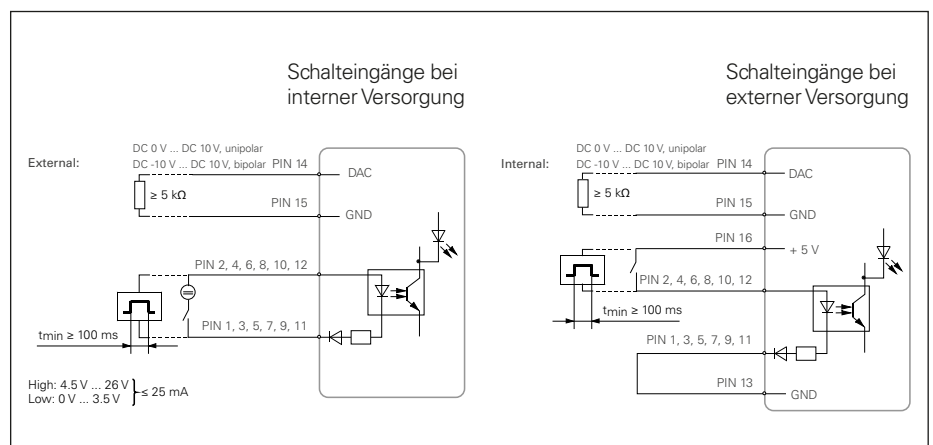 Schalteingänge bei
interner Versorgung
External:
DC 0 V ... DC 10 V, unipolar
DC -10 V ... DC 10 V, bipolar PIN 14
DAC
≥ 5 kΩ
PIN 15
GND
PIN 2, 4, 6, 8, 10, 12
PIN 1, 3, 5, 7, 9, 11
tmin ≥ 100 ms
High: 4.5 V ... 26 V
Low: 0 V ... 3.5 V
≤ 25 mA
Schalteingänge bei
externer Versorgung
Internal:
DC 0 V ... DC 10 V, unipolar
DC -10 V ... DC 10 V, bipolar PIN 14
DAC
≥ 5 kΩ
PIN 15
GND
PIN 16
+ 5 V
PIN 2, 4, 6, 8, 10, 12
tmin ≥ 100 ms
PIN 1, 3, 5, 7, 9, 11
PIN 13
GND